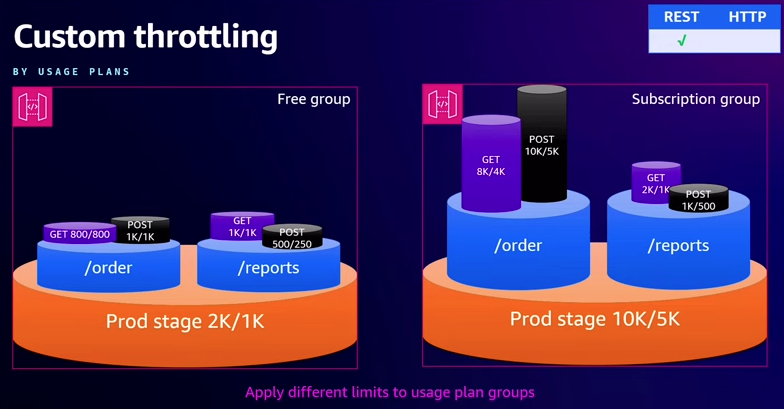 Custom throttling
BY USAGE PLANS
REST HTTP
√
Free group
GET 800/800
POST
1K/1K
GET
1K/1K
POST
500/250
/order
/reports
Prod stage 2K/1K
Subscription group
GET
8K/4K
POST
10K/5K
GET
2K/1K
POST
1K/500
/order
/reports
Prod stage 10K/5K
Apply different limits to usage plan groups